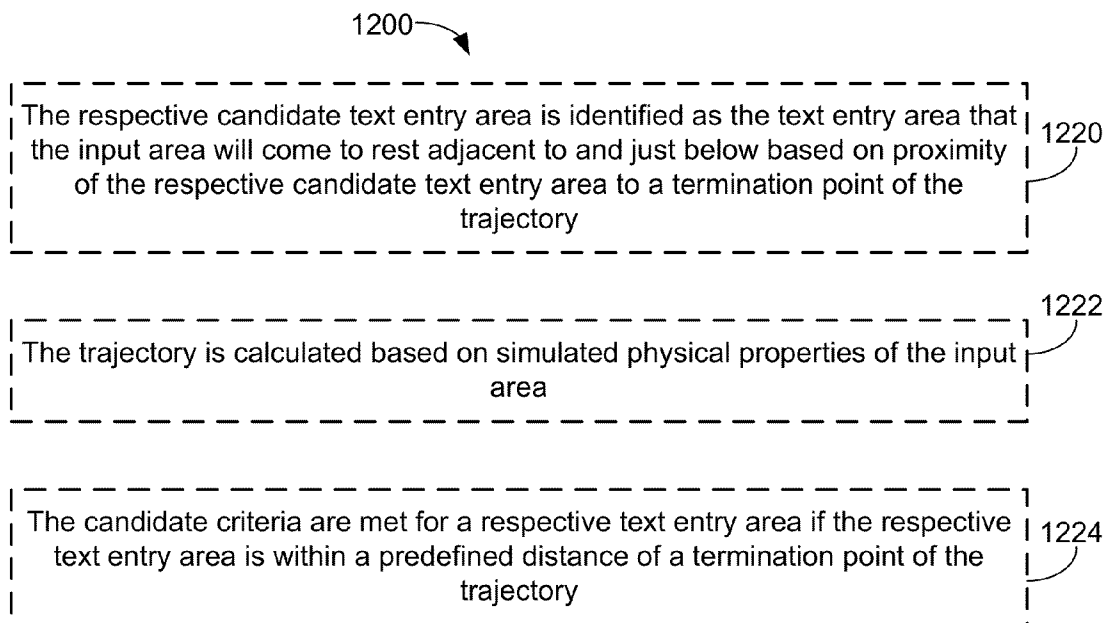 1200
The respective candidate text entry area is identified as the text entry area that
the input area will come to rest adjacent to and just below based on proximity
of the respective candidate text entry area to a termination point of the
trajectory
1220
The trajectory is calculated based on simulated physical properties of the input
area
1222
The candidate criteria are met for a respective text entry area if the respective
text entry area is within a predefined distance of a termination point of the
trajectory
1224